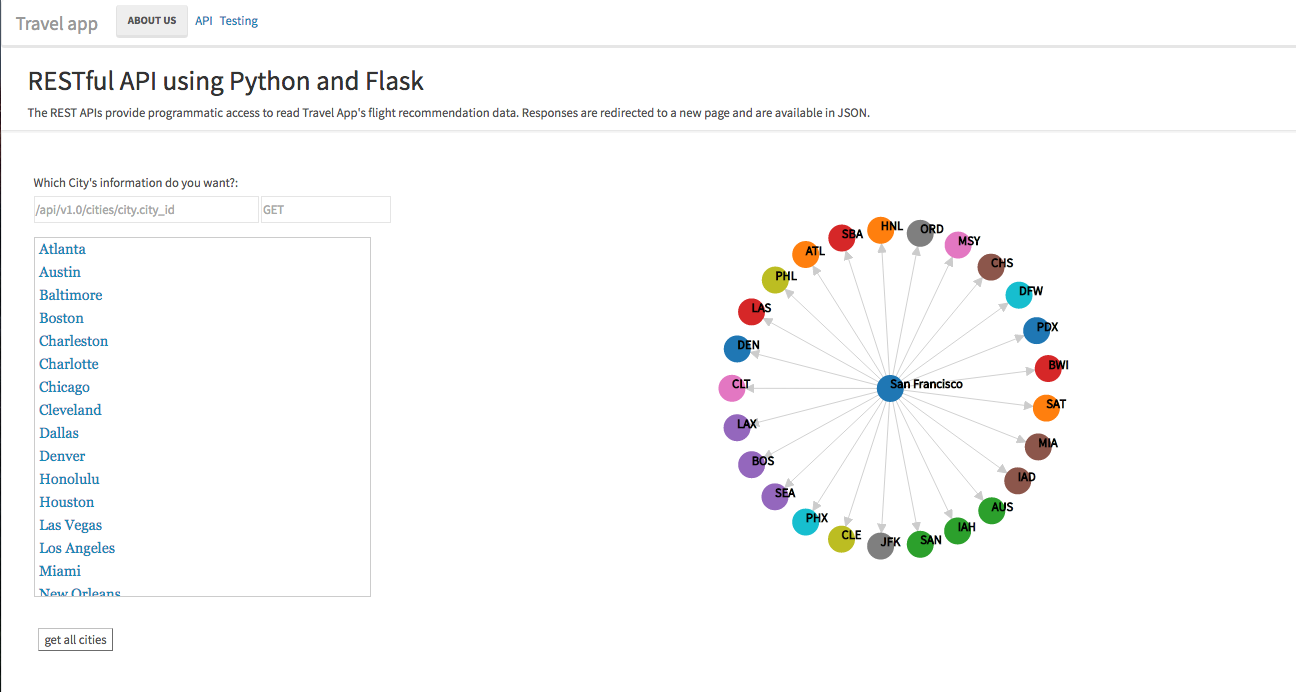 Travel app ABOUT US API Testing
RESTful API using Python and Flask
The REST APIs provide programmatic access to read Travel App's flight recommendation data. Responses are redirected to a new page and are available in JSON.
Which City's information do you want?:
/api/v1.0/cities/city.city_id GET
Atlanta
Austin
Baltimore
Boston
Charleston
Charlotte
Chicago
Cleveland
Dallas
Denver
Honolulu
Houston
Las Vegas
Los Angeles
Miami
New Orleans
get all cities
HNL
ORD
SBA
MSY
ATL
CHS
PHL
DFW
LAS
PDX
DEN
BWI
CLT
San Francisco
SAT
LAX
MIA
BOS
IAD
SEA
AUS
PHX
IAH
CLE
SAN
JFK